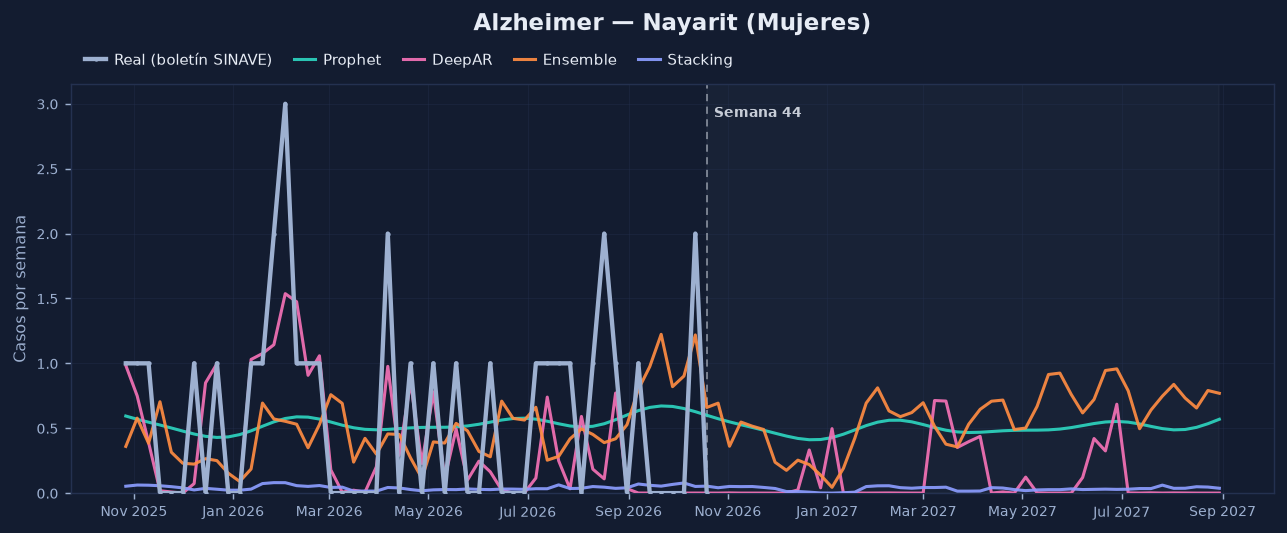 Alzheimer — Nayarit (Mujeres)
Real (boletín SINAVE) Prophet DeepAR Ensemble Stacking
Semana 44
Casos por semana
3.0
2.5
2.0
1.5
1.0
0.5
0.0
Nov 2025 Jan 2026 Mar 2026 May 2026 Jul 2026 Sep 2026 Nov 2026 Jan 2027 Mar 2027 May 2027 Jul 2027 Sep 2027